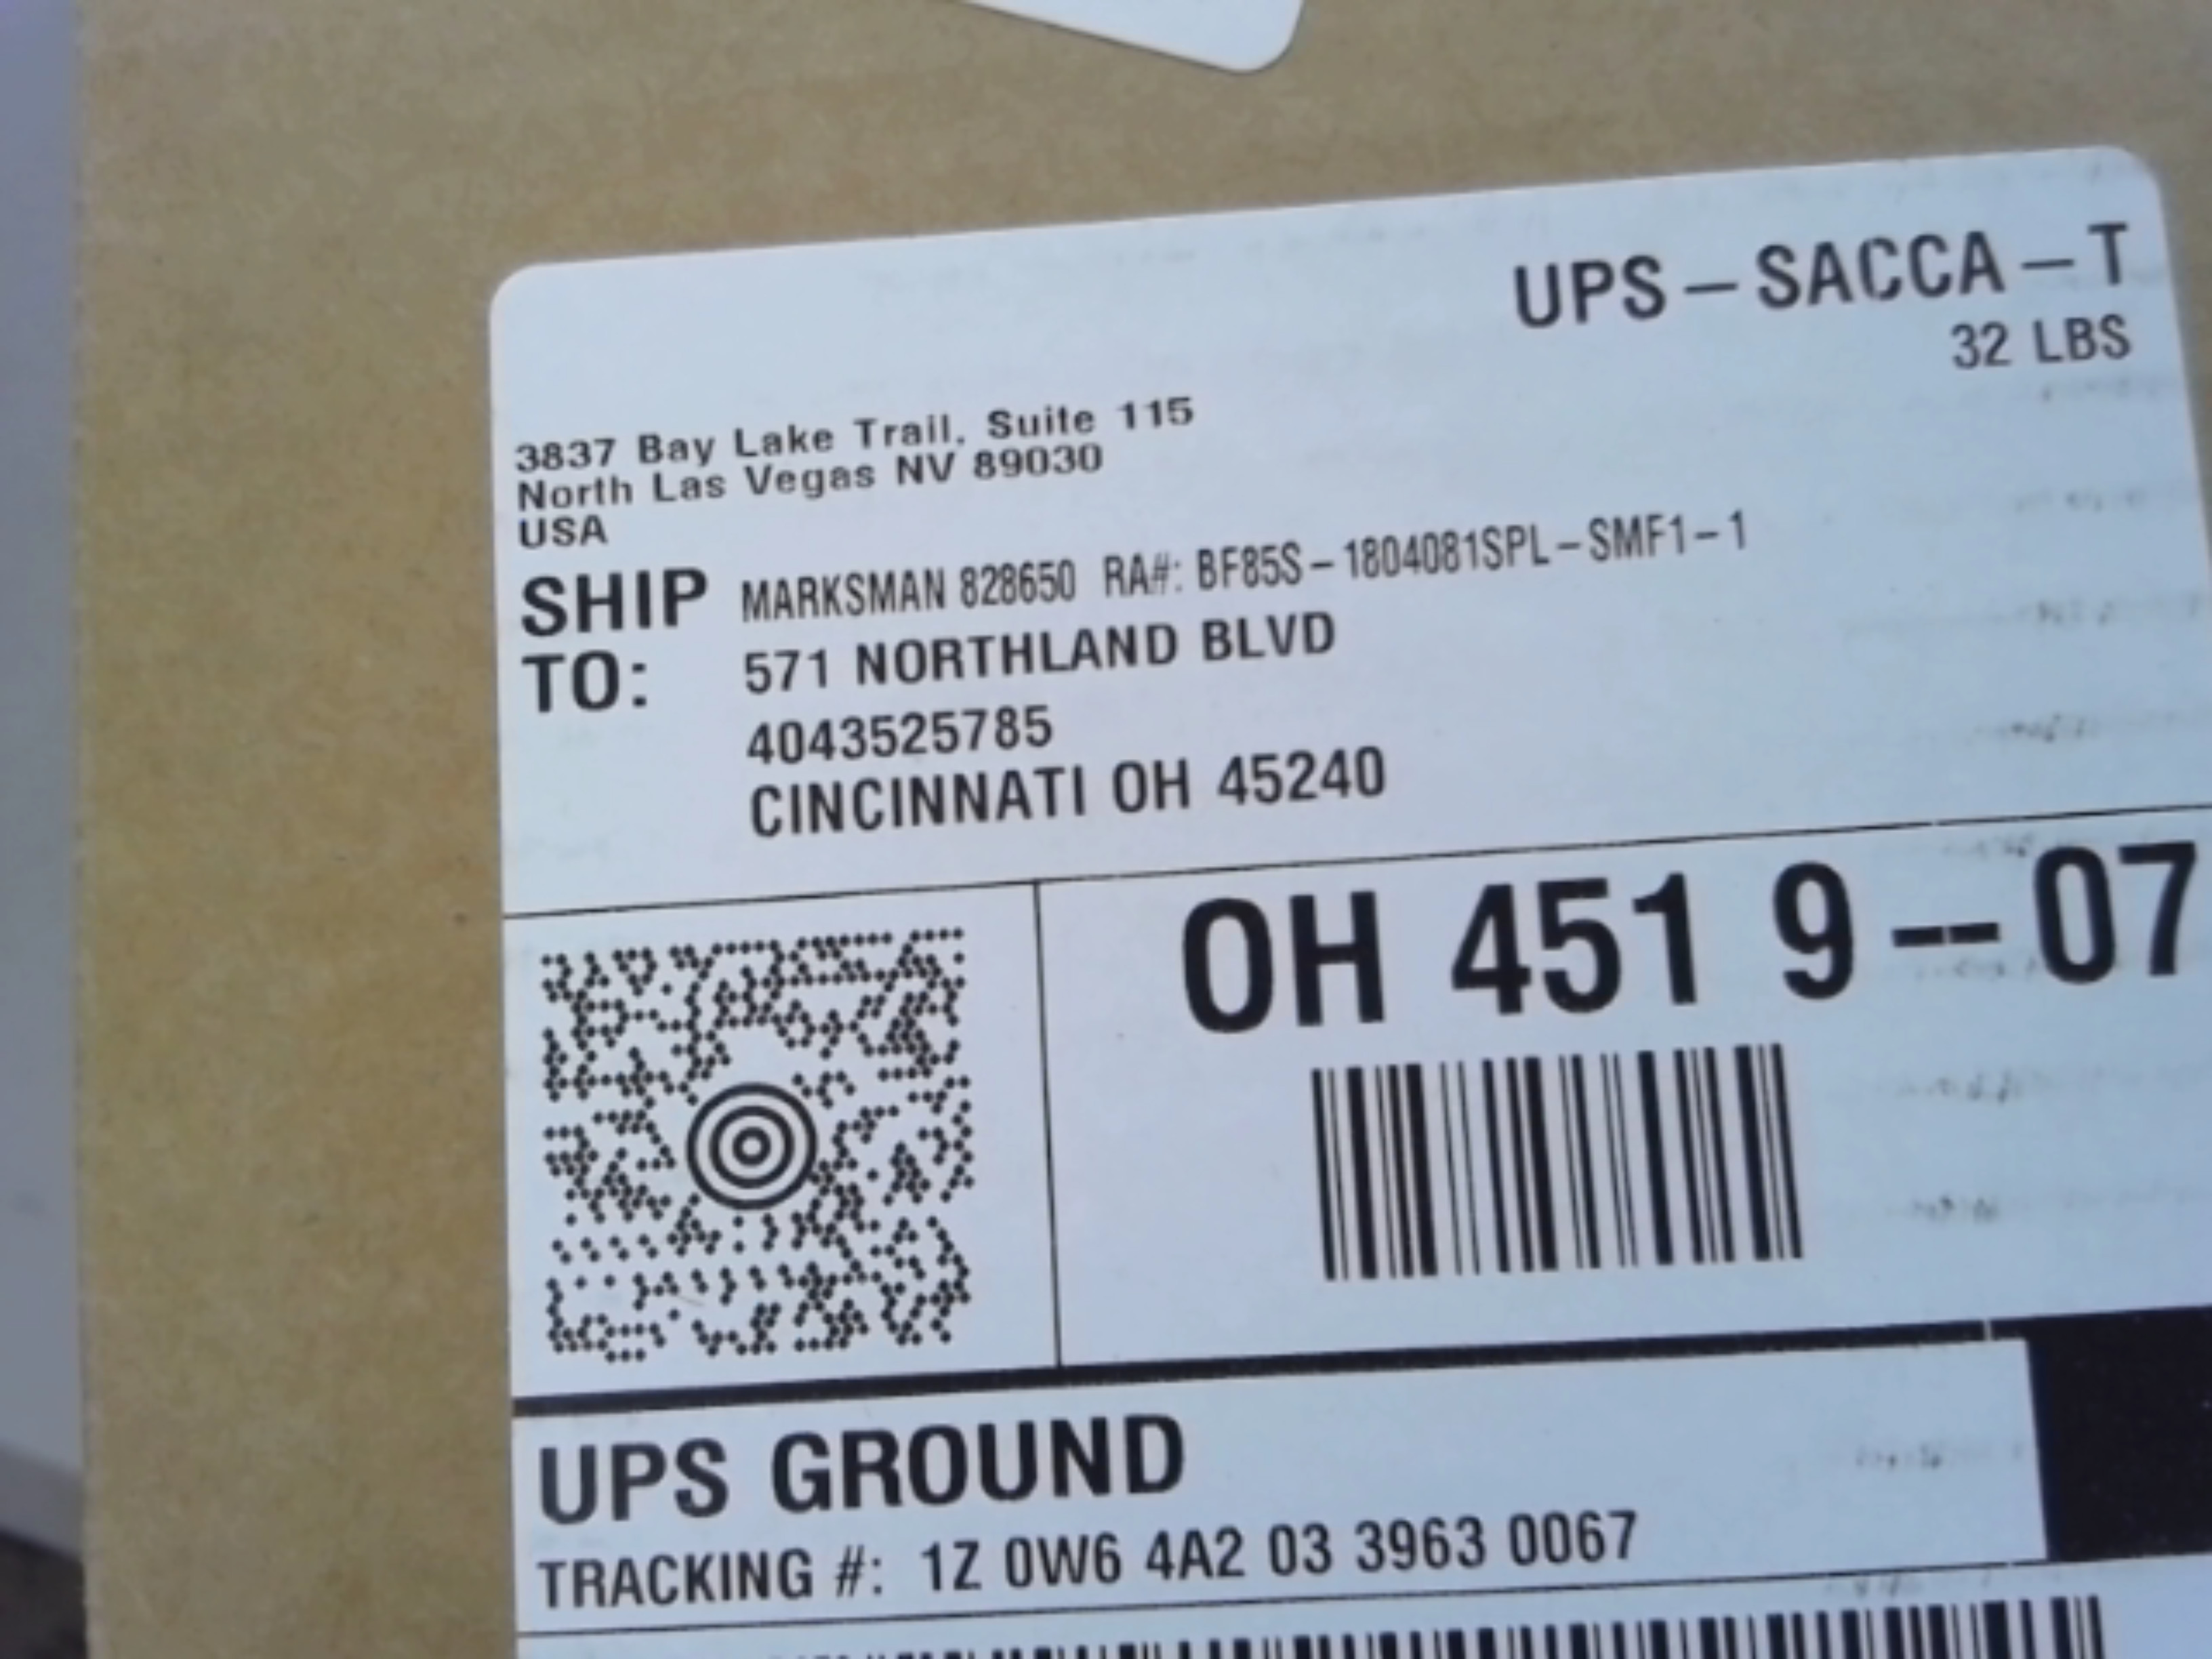 UPS – SACCA – T
32 LBS
3837 Bay Lake Trail, Suite 115
North Las Vegas NV 89030
USA
SHIP TO:
MARKSMAN 828650 RA#: BF85S – 1804081SPL – SMF1 – 1
571 NORTHLAND BLVD
4043525785
CINCINNATI OH 45240
OH 451 9 -- 07
UPS GROUND
TRACKING #: 1Z 0W6 4A2 03 3963 0067